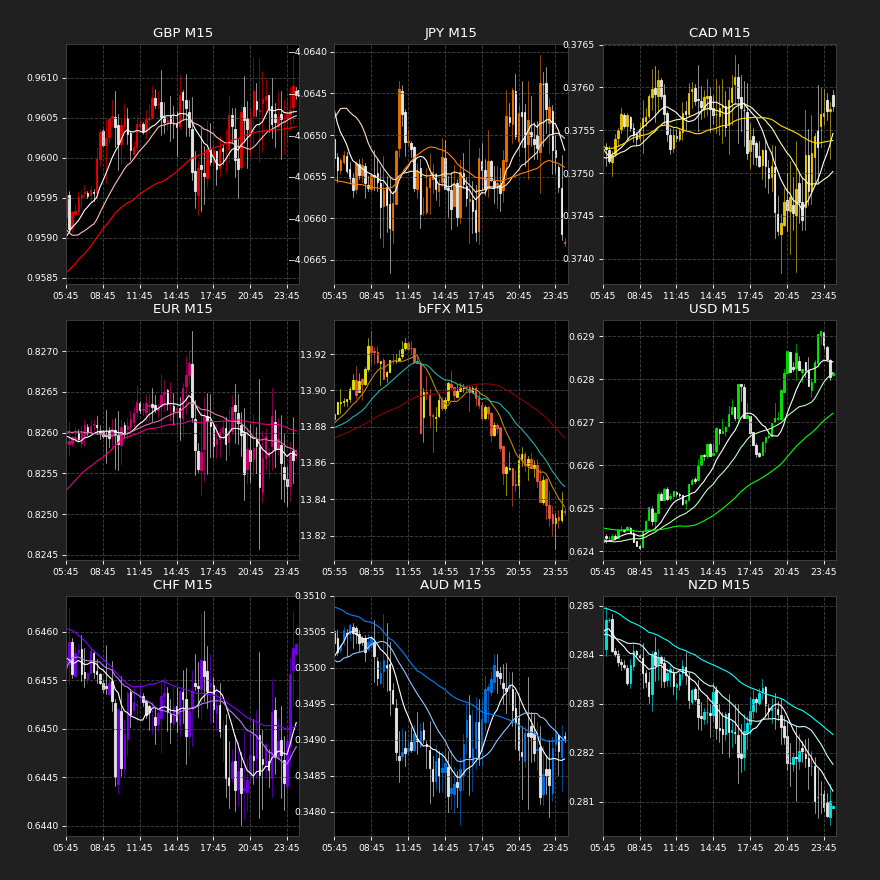 GBP M15
JPY M15
CAD M15
0.9610
0.9605
0.9600
0.9595
0.9590
0.9585
05:45 08:45 11:45 14:45 17:45 20:45 23:45
−4.0640
−4.0645
−4.0650
−4.0655
−4.0660
−4.0665
05:45 08:45 11:45 14:45 17:45 20:45 23:45
0.3765
0.3760
0.3755
0.3750
0.3745
0.3740
05:45 08:45 11:45 14:45 17:45 20:45 23:45
EUR M15
bFFX M15
USD M15
0.8270
0.8265
0.8260
0.8255
0.8250
0.8245
05:45 08:45 11:45 14:45 17:45 20:45 23:45
13.92
13.90
13.88
13.86
13.84
13.82
05:55 08:55 11:55 14:55 17:55 20:55 23:55
0.629
0.628
0.627
0.626
0.625
0.624
05:45 08:45 11:45 14:45 17:45 20:45 23:45
CHF M15
AUD M15
NZD M15
0.6460
0.6455
0.6450
0.6445
0.6440
05:45 08:45 11:45 14:45 17:45 20:45 23:45
0.3510
0.3505
0.3500
0.3495
0.3490
0.3485
0.3480
05:45 08:45 11:45 14:45 17:45 20:45 23:45
0.285
0.284
0.283
0.282
0.281
05:45 08:45 11:45 14:45 17:45 20:45 23:45